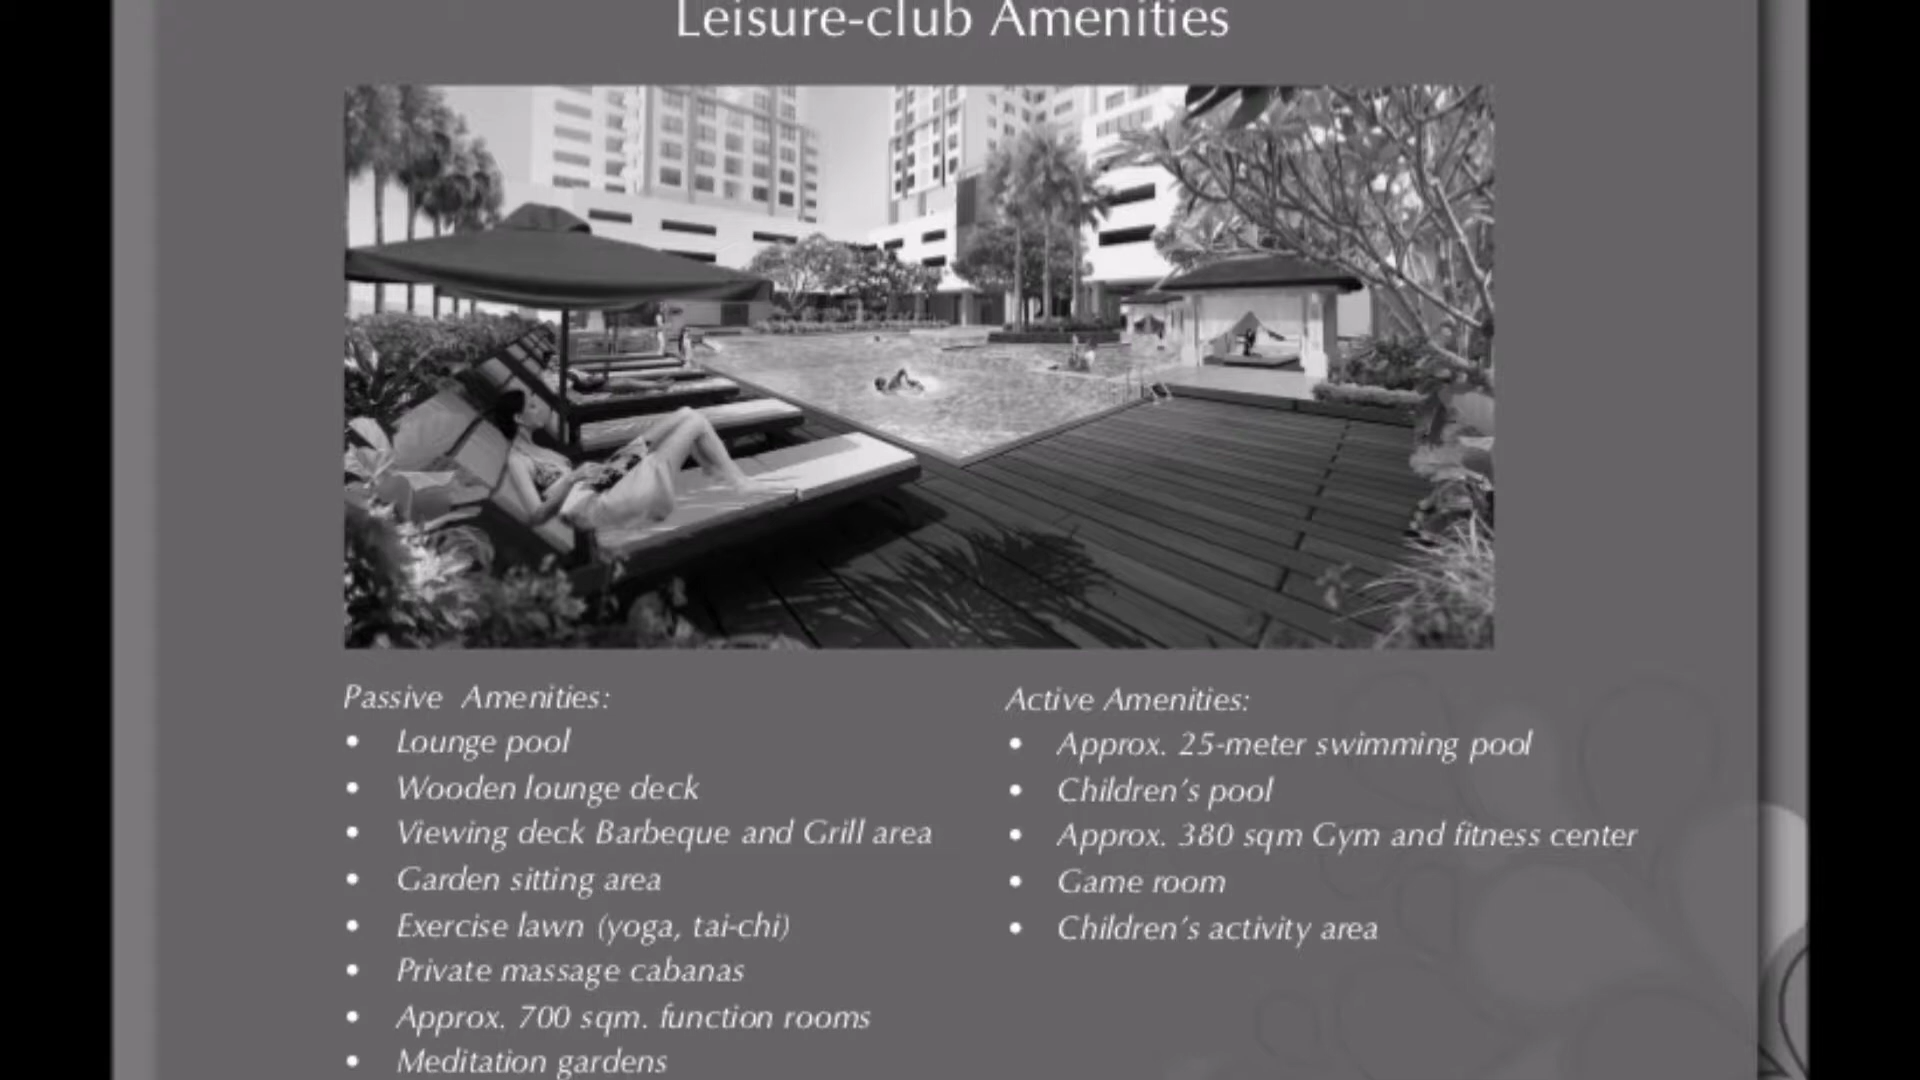 Leisure-club Amenities
Passive Amenities:
• Lounge pool
• Wooden lounge deck
• Viewing deck Barbeque and Grill area
• Garden sitting area
• Exercise lawn (yoga, tai-chi)
• Private massage cabanas
• Approx. 700 sqm. function rooms
• Meditation gardens
Active Amenities:
• Approx. 25-meter swimming pool
• Children’s pool
• Approx. 380 sqm Gym and fitness center
• Game room
• Children’s activity area